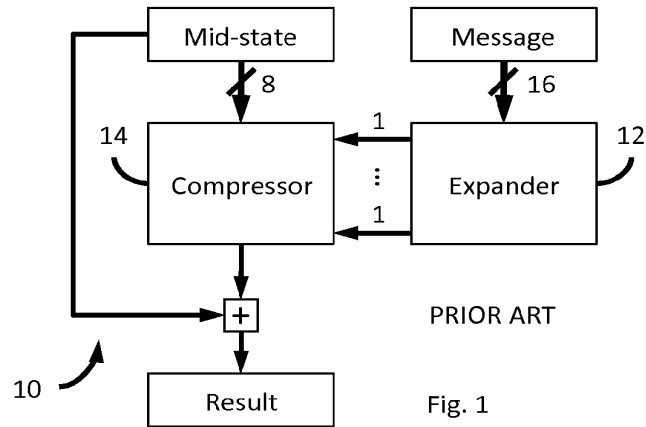 Mid-state
Message
8
16
14
1
12
Compressor
⋮
Expander
1
+
PRIOR ART
10
Result
Fig. 1